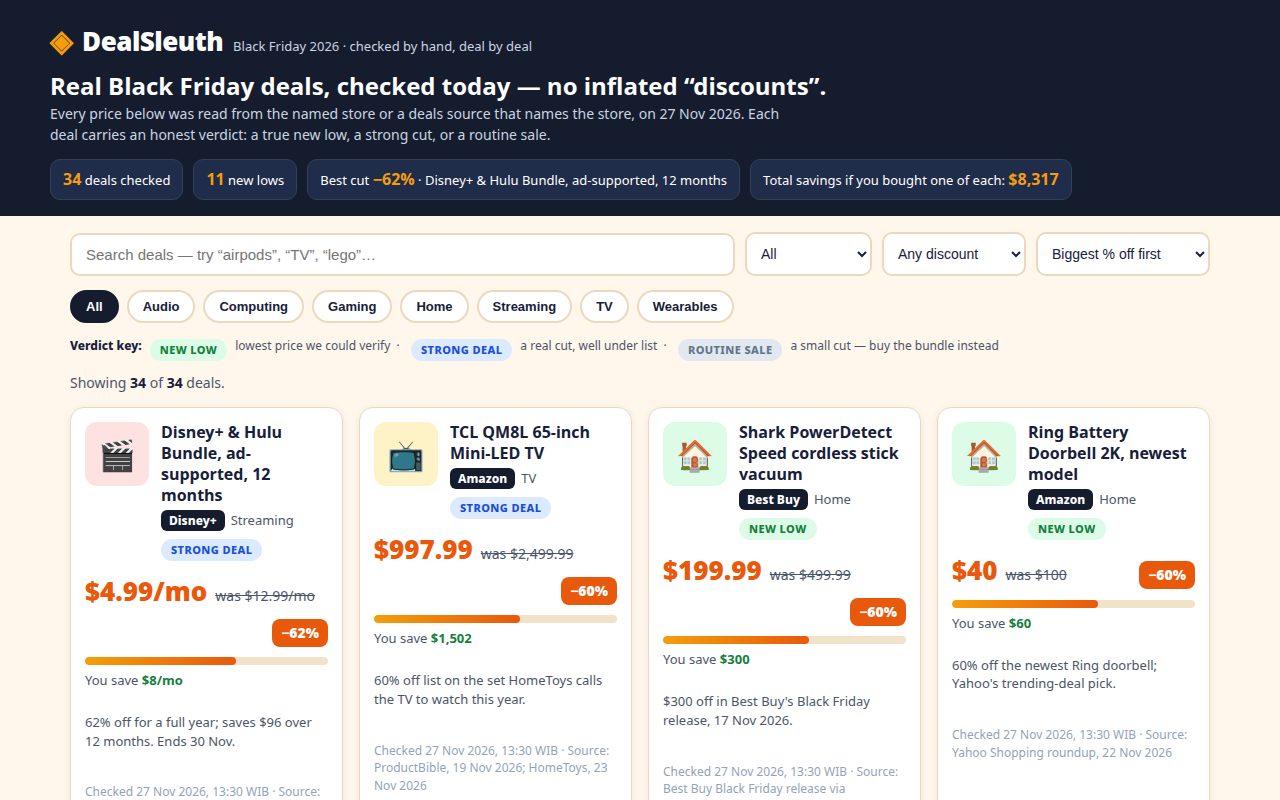 DealSleuth Black Friday 2026 · checked by hand, deal by deal
Real Black Friday deals, checked today — no inflated “discounts”.
Every price below was read from the named store or a deals source that names the store, on 27 Nov 2026. Each
deal carries an honest verdict: a true new low, a strong cut, or a routine sale.
34 deals checked
11 new lows
Best cut −62% · Disney+ & Hulu Bundle, ad-supported, 12 months
Total savings if you bought one of each: $8,317
Search deals — try “airpods”, “TV”, “lego”…
All
Any discount
Biggest % off first
All
Audio
Computing
Gaming
Home
Streaming
TV
Wearables
Verdict key: NEW LOW lowest price we could verify · STRONG DEAL a real cut, well under list · ROUTINE SALE a small cut — buy the bundle instead
Showing 34 of 34 deals.
Disney+ & Hulu
Bundle, ad-
supported, 12
months
Disney+ Streaming
STRONG DEAL
$4.99/mo was $12.99/mo
−62%
You save $8/mo
62% off for a full year; saves $96 over
12 months. Ends 30 Nov.
Checked 27 Nov 2026, 13:30 WIB · Source:
TCL QM8L 65-inch
Mini-LED TV
Amazon TV
STRONG DEAL
$997.99 was $2,499.99
−60%
You save $1,502
60% off list on the set HomeToys calls
the TV to watch this year.
Checked 27 Nov 2026, 13:30 WIB · Source:
ProductBible, 19 Nov 2026; HomeToys, 23
Nov 2026
Shark PowerDetect
Speed cordless stick
vacuum
Best Buy Home
NEW LOW
$199.99 was $499.99
−60%
You save $300
$300 off in Best Buy's Black Friday
release, 17 Nov 2026.
Checked 27 Nov 2026, 13:30 WIB · Source:
Best Buy Black Friday release via
Ring Battery
Doorbell 2K, newest
model
Amazon Home
NEW LOW
$40 was $100
−60%
You save $60
60% off the newest Ring doorbell;
Yahoo's trending-deal pick.
Checked 27 Nov 2026, 13:30 WIB · Source:
Yahoo Shopping roundup, 22 Nov 2026